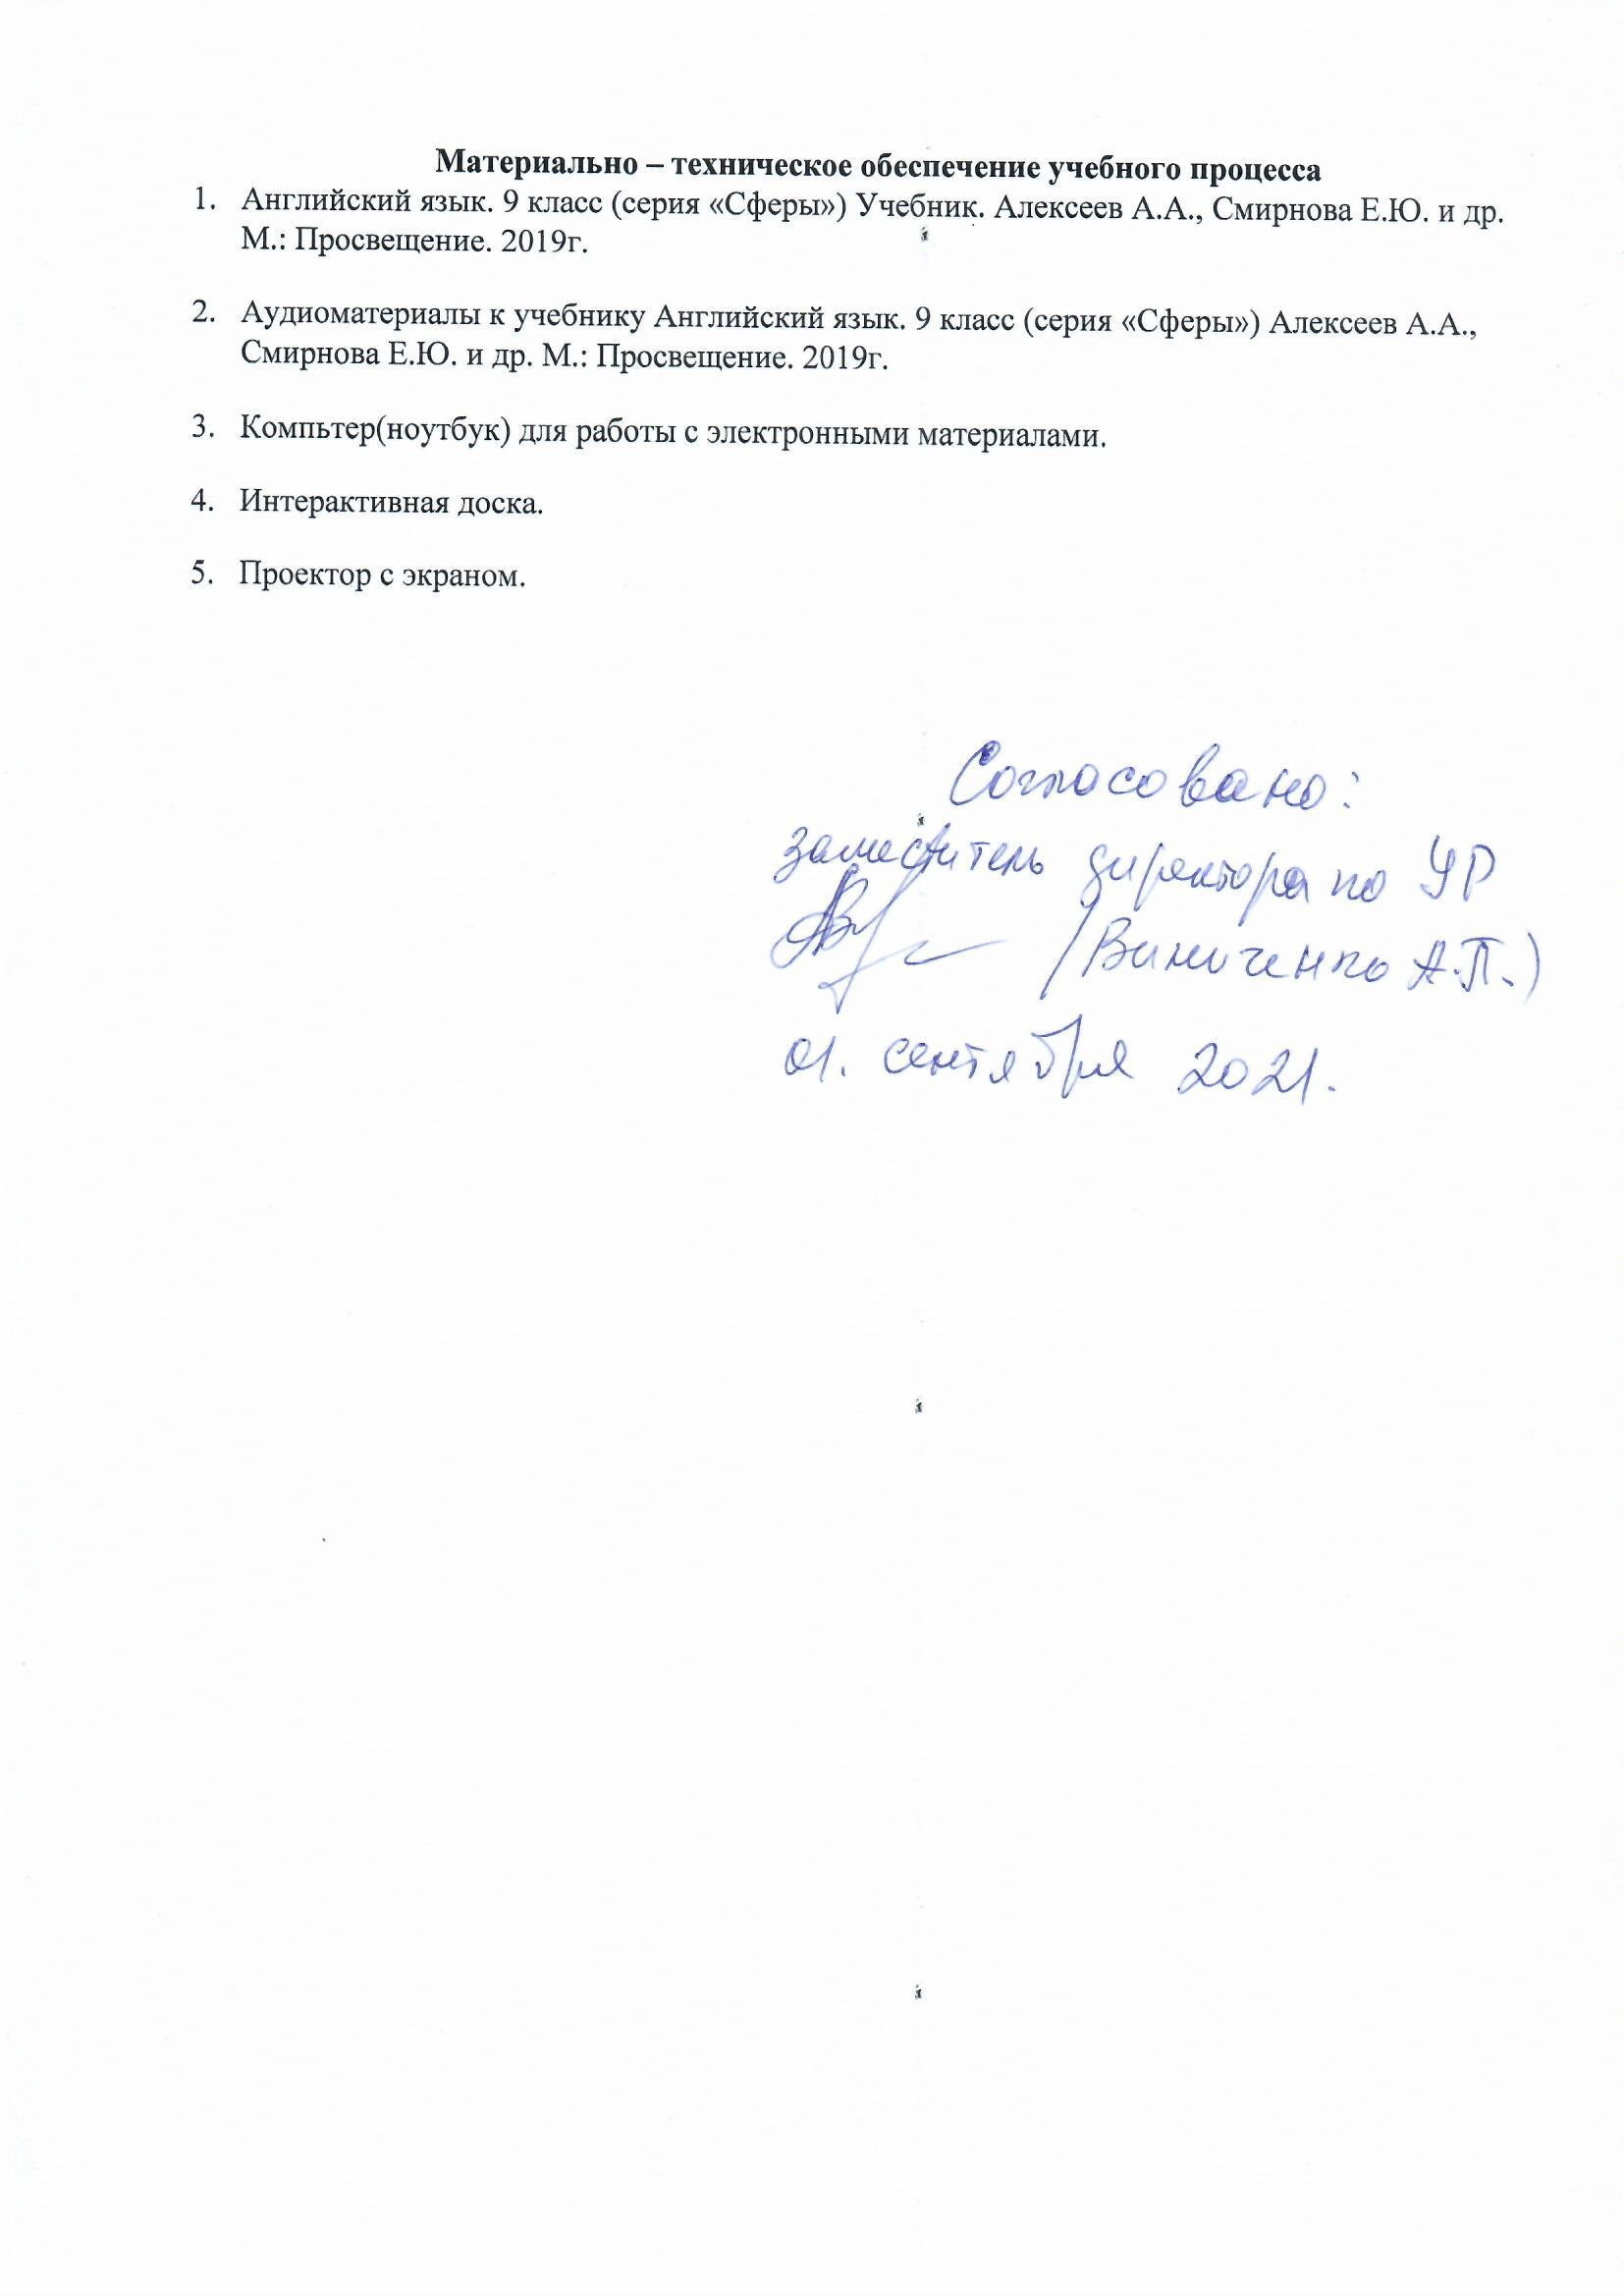 Материально – техническое обеспечение учебного процесса
1. Английский язык. 9 класс (серия «Сферы») Учебник. Алексеев А.А., Смирнова Е.Ю. и др.
М.: Просвещение. 2019г.
2. Аудиоматериалы к учебнику Английский язык. 9 класс (серия «Сферы») Алексеев А.А.,
Смирнова Е.Ю. и др. М.: Просвещение. 2019г.
3. Компьтер(ноутбук) для работы с электронными материалами.
4. Интерактивная доска.
5. Проектор с экраном.
Согласовано:
заместитель директора по УР
/Виниченко А.П.)
01. сентября 2021.